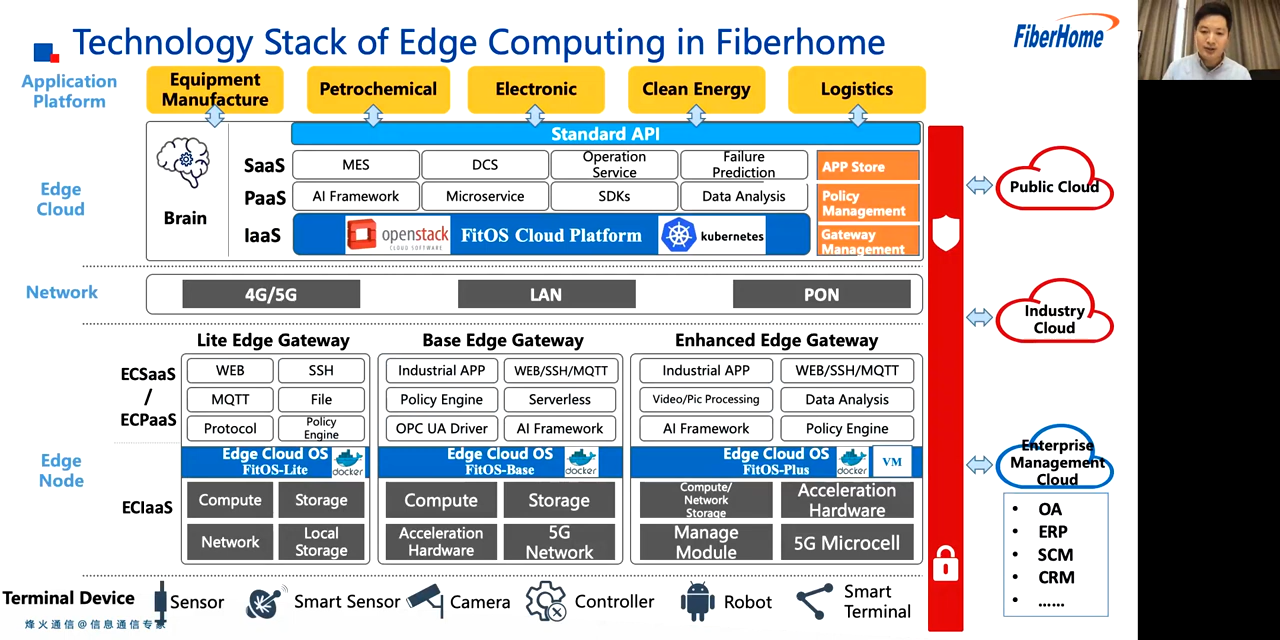 Technology Stack of Edge Computing in Fiberhome
FiberHome
Application
Platform
Equipment
Manufacture
Petrochemical
Electronic
Clean Energy
Logistics
Edge
Cloud
Brain
Standard API
SaaS
MES
DCS
Operation
Service
Failure
Prediction
APP Store
PaaS
AI Framework
Microservice
SDKs
Data Analysis
Policy
Management
IaaS
openstack
CLOUD SOFTWARE
FitOS Cloud Platform
kubernetes
Gateway
Management
Public Cloud
Network
4G/5G
LAN
PON
Industry
Cloud
Edge
Node
ECSaaS
/
ECPaaS
ECIaaS
Lite Edge Gateway
WEB
SSH
MQTT
File
Protocol
Policy
Engine
Edge Cloud OS
FitOS-Lite
docker
Compute
Storage
Network
Local
Storage
Base Edge Gateway
Industrial APP
WEB/SSH/MQTT
Policy Engine
Serverless
OPC UA Driver
AI Framework
Edge Cloud OS
FitOS-Base
docker
Compute
Storage
Acceleration
Hardware
5G
Network
Enhanced Edge Gateway
Industrial APP
WEB/SSH/MQTT
Video/Pic Processing
Data Analysis
AI Framework
Policy Engine
Edge Cloud OS
FitOS-Plus
docker
VM
Compute/
Network
Storage
Acceleration
Hardware
Manage
Module
5G Microcell
Enterprise
Management
Cloud
• OA
• ERP
• SCM
• CRM
• ......
Terminal Device
Sensor
Smart Sensor
Camera
Controller
Robot
Smart
Terminal
烽火通信@信息通信专家